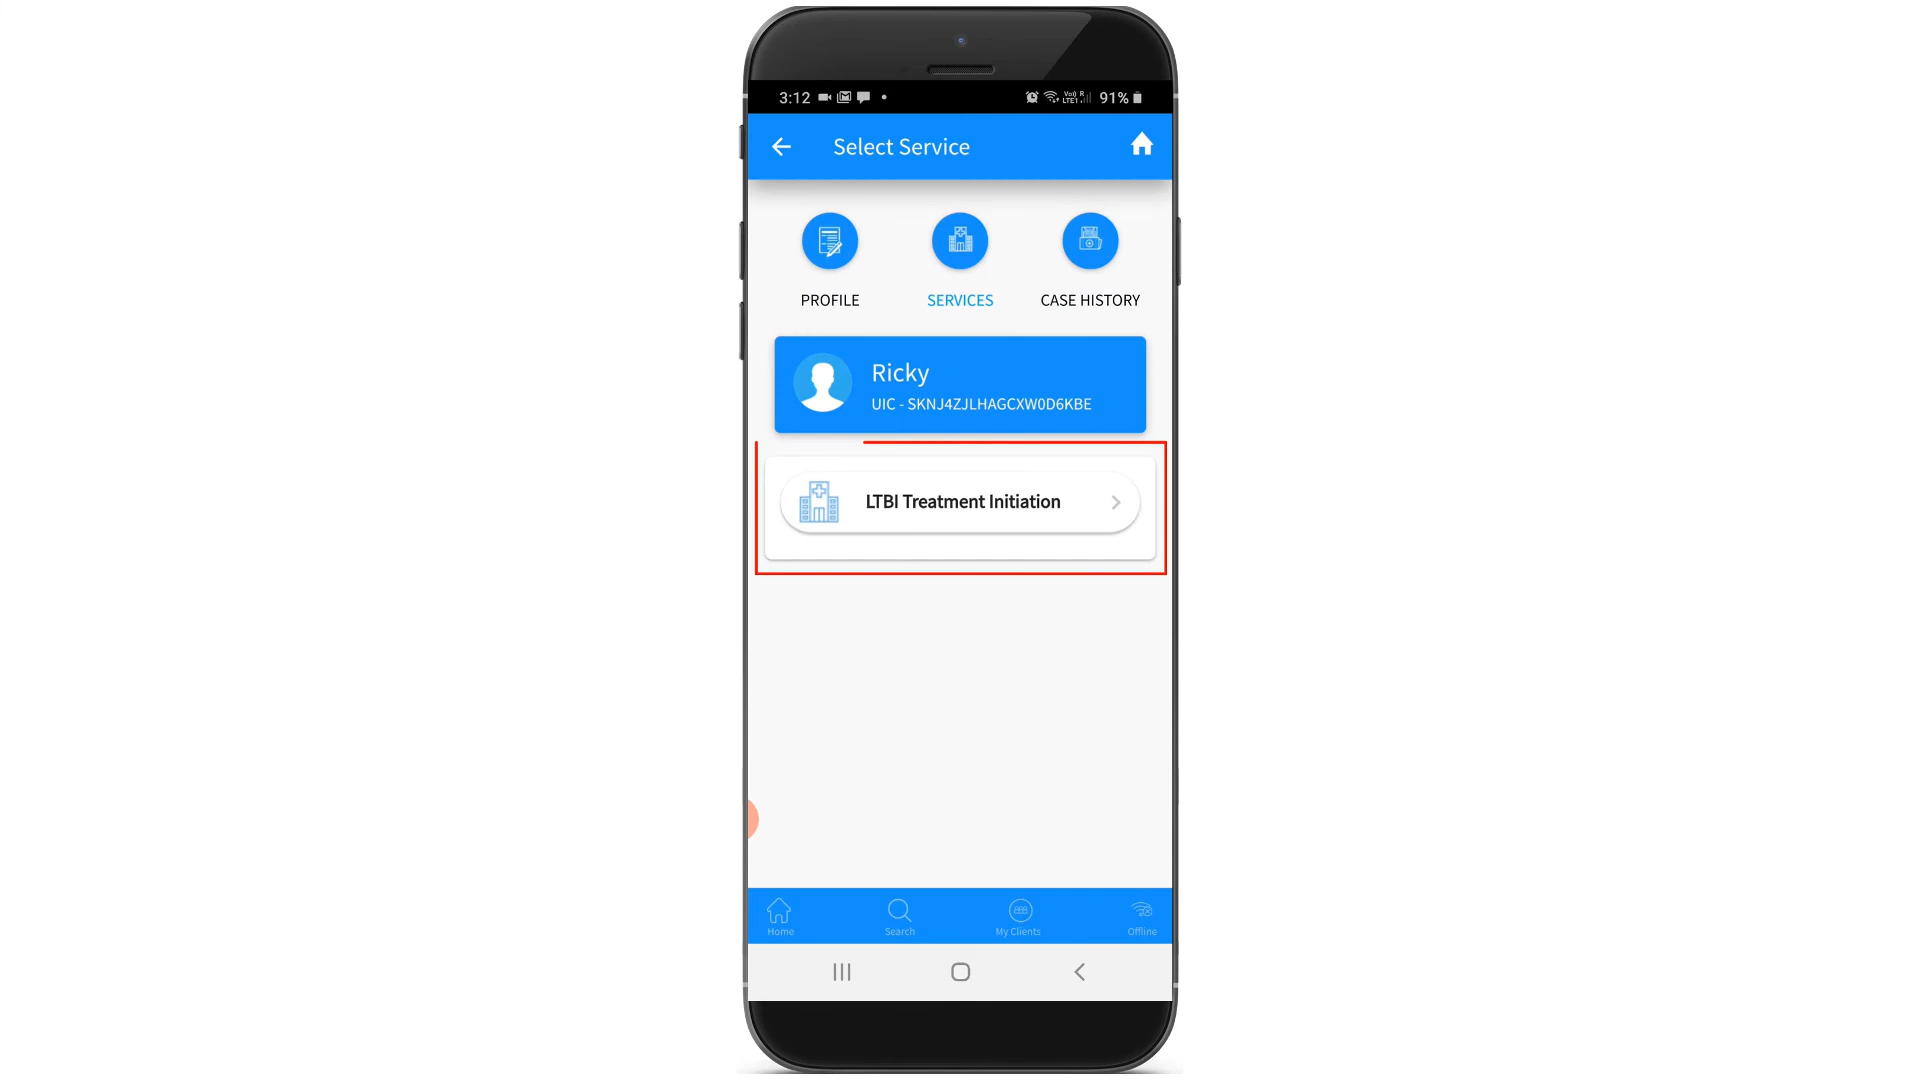 3:12
91%
Select Service
PROFILE
SERVICES
CASE HISTORY
Ricky
UIC - SKNJ4ZJLHAGCXW0D6KBE
LTBI Treatment Initiation
Home
Search
My Clients
Offline